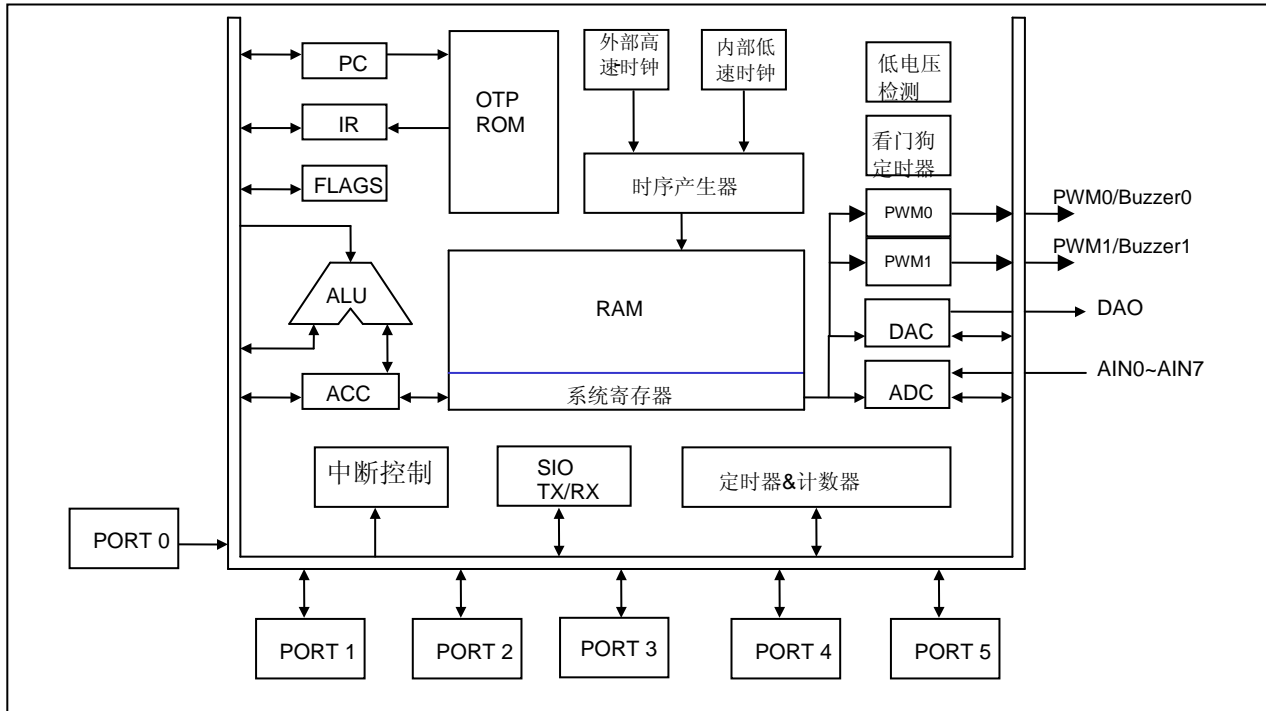 PC
OTP
ROM
外部高
速时钟
内部低
速时钟
低电压
检测
IR
看门狗
定时器
FLAGS
时序产生器
PWM0
PWM0/Buzzer0
PWM1
PWM1/Buzzer1
ALU
RAM
DAC
DAO
ACC
系统寄存器
ADC
AIN0~AIN7
中断控制
SIO
TX/RX
定时器&计数器
PORT 0
PORT 1
PORT 2
PORT 3
PORT 4
PORT 5